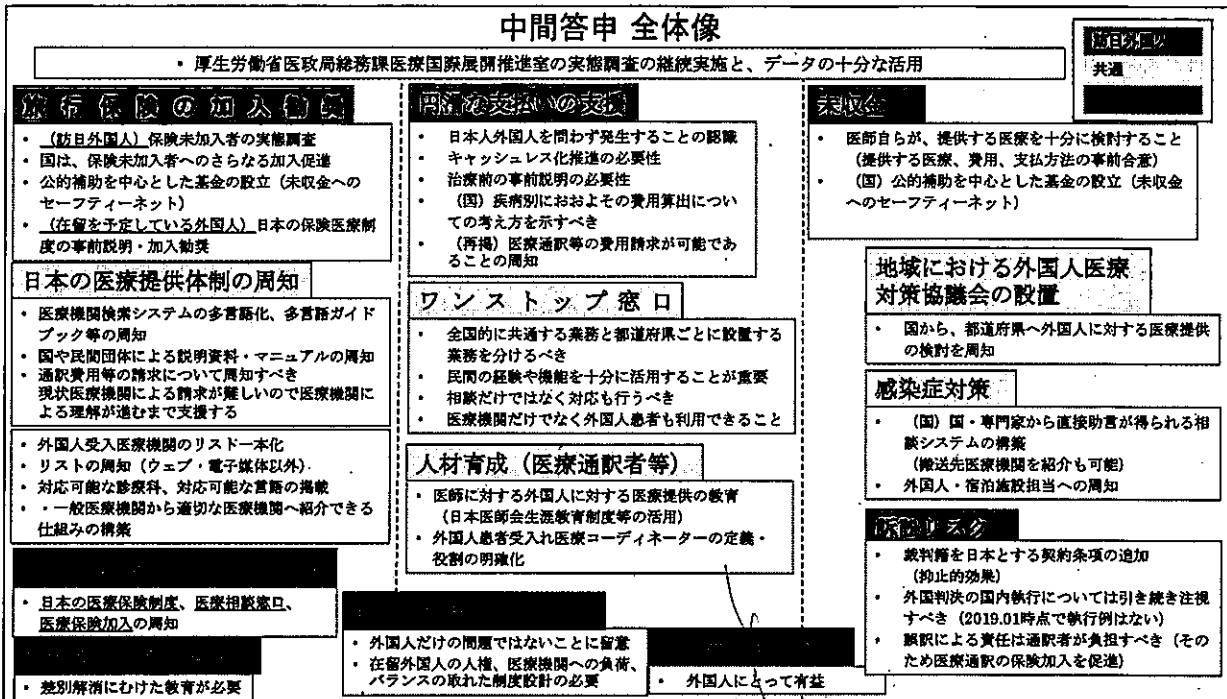 中間答申 全体像
・ 厚生労働省医政局総務課医療国際展開推進室の実態調査の継続実施と、データの十分な活用
訪日外国人
共通
旅行保険の加入勧奨
・ (訪日外国人)保険未加入者の実態調査
・ 国は、保険未加入者へのさらなる加入促進
・ 公的補助を中心とした基金の設立(未収金への
セーフティーネット)
・ (在留を予定している外国人)日本の保険医療制
度の事前説明・加入勧奨
日本の医療提供体制の周知
・ 医療機関検索システムの多言語化、多言語ガイド
ブック等の周知
・ 国や民間団体による説明資料・マニュアルの周知
・ 通訳費用等の請求について周知すべき
現状医療機関による請求が難しいので医療機関に
よる理解が進むまで支援する
・ 外国人受入医療機関のリスト一本化
・ リストの周知(ウェブ・電子媒体以外)
・ 対応可能な診療科、対応可能な言語の掲載
・ ・一般医療機関から適切な医療機関へ紹介できる
仕組みの構築
・ 日本の医療保険制度、医療相談窓口、
医療保険加入の周知
・ 差別解消にむけた教育が必要
円滑な支払いの支援
・ 日本人外国人を問わず発生することの認識
・ キャッシュレス化推進の必要性
・ 治療前の事前説明の必要性
・ (国)疾病別におおよその費用算出につい
ての考え方を示すべき
・ (再掲)医療通訳等の費用請求が可能であ
ることの周知
ワンストップ窓口
・ 全国的に共通する業務と都道府県ごとに設置する
業務を分けるべき
・ 民間の経験や機能を十分に活用することが重要
・ 相談だけではなく対応も行うべき
・ 医療機関だけでなく外国人患者も利用できること
人材育成(医療通訳者等)
・ 医師に対する外国人に対する医療提供の教育
(日本医師会生涯教育制度等の活用)
・ 外国人患者受入れ医療コーディネーターの定義・
役割の明確化
・ 外国人だけの問題ではないことに留意
・ 在留外国人の人権、医療機関への負荷、
バランスの取れた制度設計の必要
・ 外国人にとって有益
未収金
・ 医師自らが、提供する医療を十分に検討すること
(提供する医療、費用、支払方法の事前合意)
・ (国)公的補助を中心とした基金の設立(未収金
へのセーフティーネット)
地域における外国人医療
対策協議会の設置
・ 国から、都道府県へ外国人に対する医療提供
の検討を周知
感染症対策
・ (国)国・専門家から直接助言が得られる相
談システムの構築
(搬送先医療機関を紹介も可能)
・ 外国人・宿泊施設担当への周知
訴訟リスク
・ 裁判籍を日本とする契約条項の追加
(抑止的効果)
・ 外国判決の国内執行については引き続き注視
すべき(2019.01時点で執行例はない)
・ 誤訳による責任は通訳者が負担すべき(その
ため医療通訳の保険加入を促進)